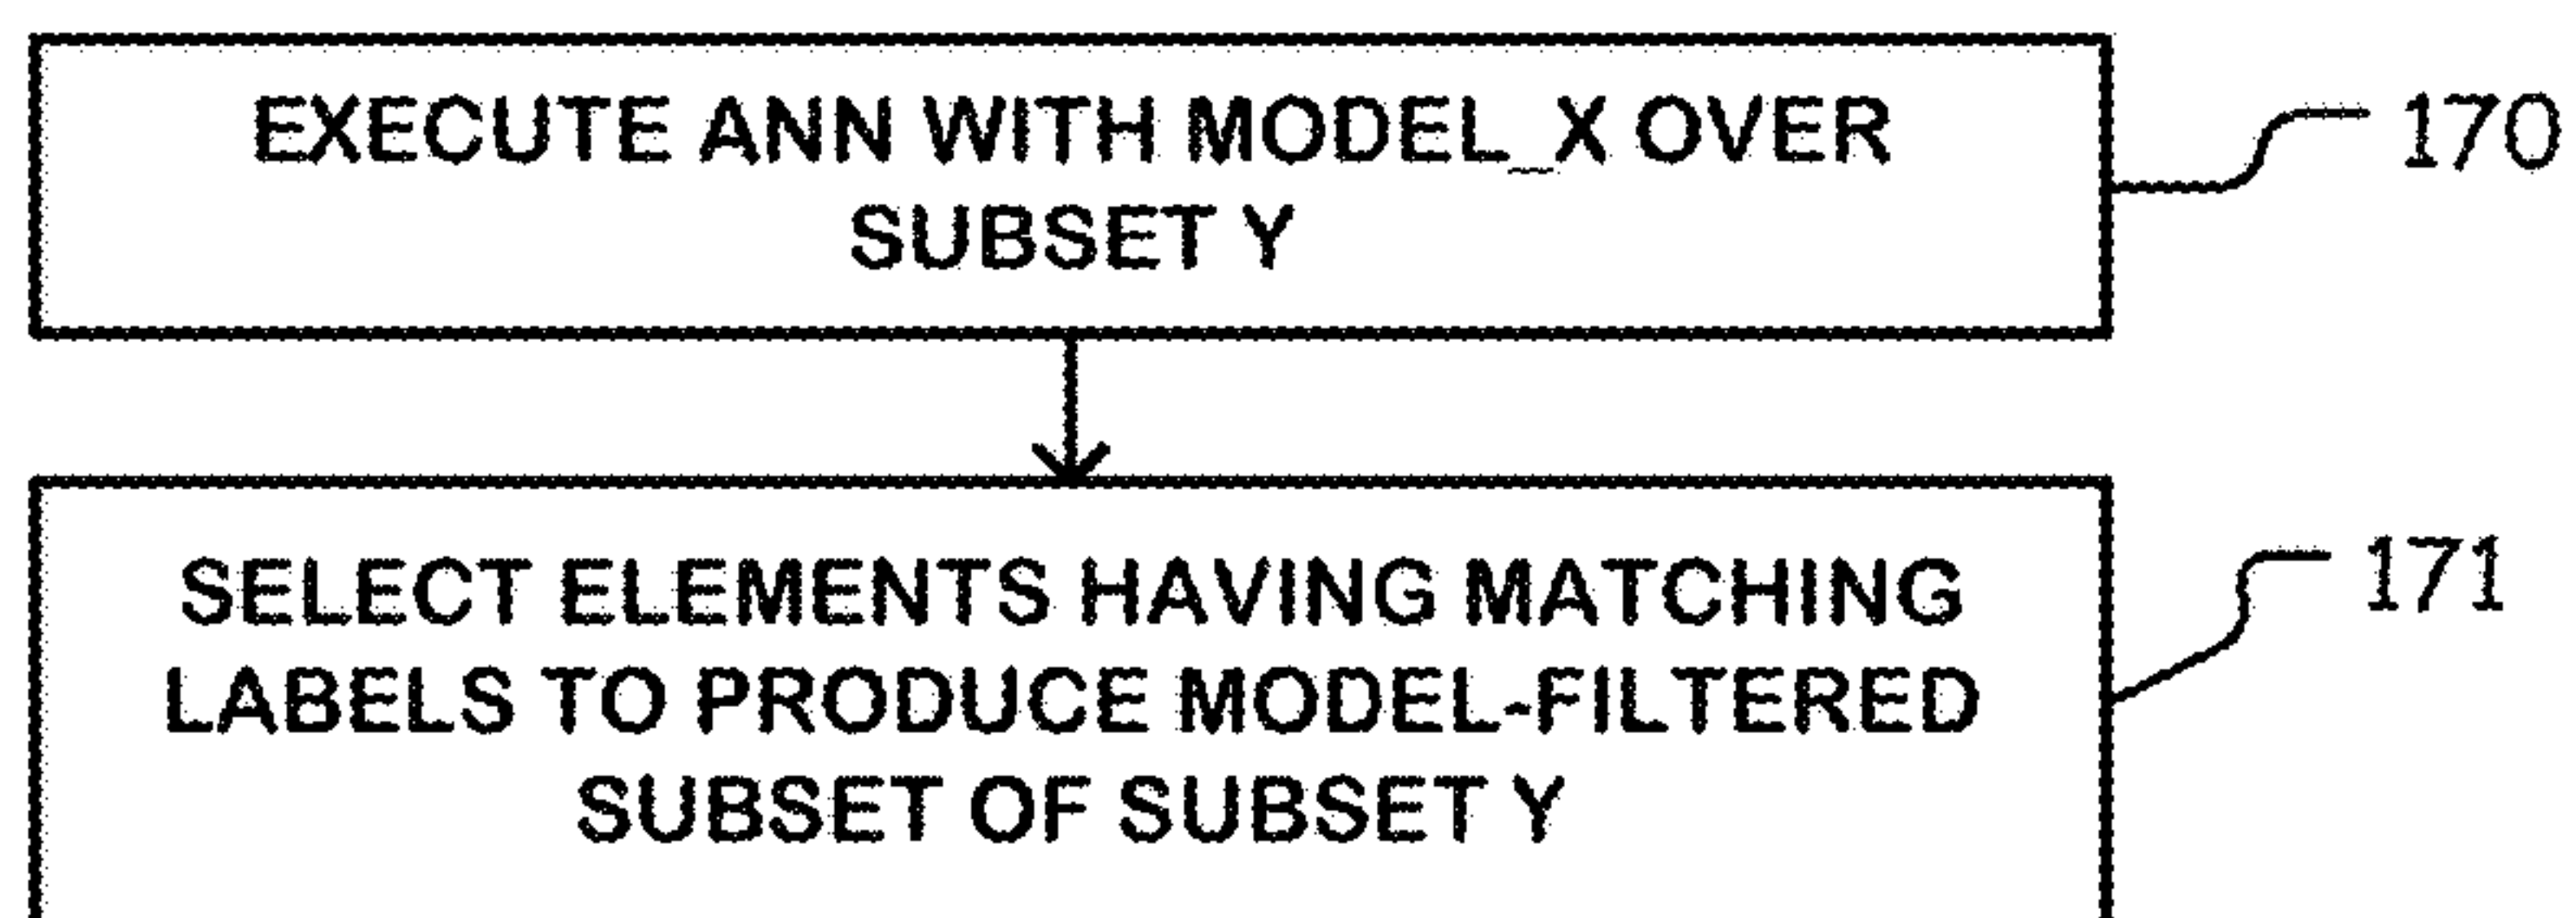 EXECUTE ANN WITH MODEL_X OVER
SUBSET Y
170
SELECT ELEMENTS HAVING MATCHING
LABELS TO PRODUCE MODEL-FILTERED
SUBSET OF SUBSET Y
171